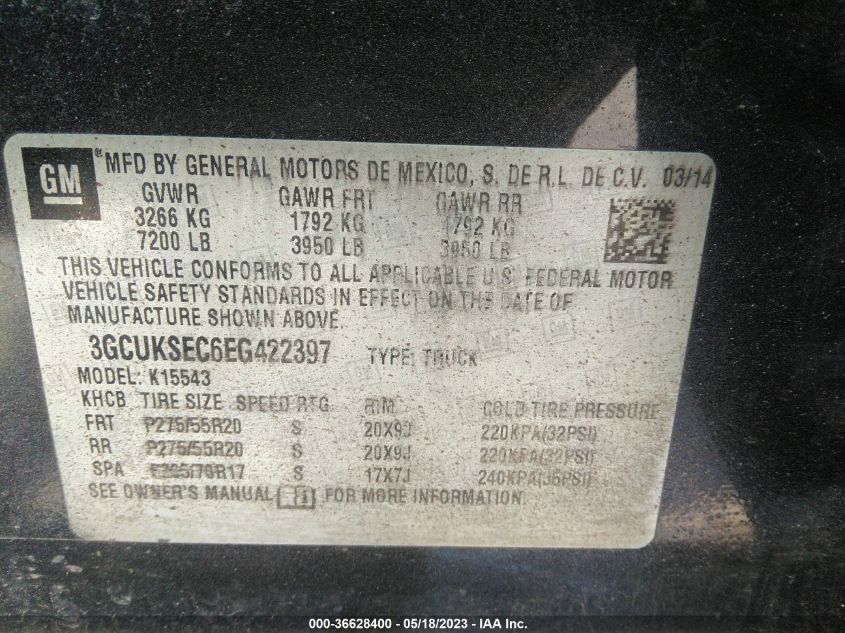 GM ® MFD BY GENERAL MOTORS DE MEXICO, S. DE R.L. DE C.V. 03/14
GVWR GAWR FRT GAWR RR
3266 KG 1792 KG 1792 KG
7200 LB 3950 LB 3950 LB
THIS VEHICLE CONFORMS TO ALL APPLICABLE U.S. FEDERAL MOTOR
VEHICLE SAFETY STANDARDS IN EFFECT ON THE DATE OF
MANUFACTURE SHOWN ABOVE.
3GCUKSEC6EG422397 TYPE: TRUCK
MODEL: K15543
KHCB TIRE SIZE SPEED RTG RIM COLD TIRE PRESSURE
FRT P275/55R20 S 20X9J 220KPA(32PSI)
RR P275/55R20 S 20X9J 220KPA(32PSI)
SPA S 17X7J 240KPA(35PSI)
SEE OWNER'S MANUAL FOR MORE INFORMATION
000-36628400 - 05/18/2023 - IAA Inc.